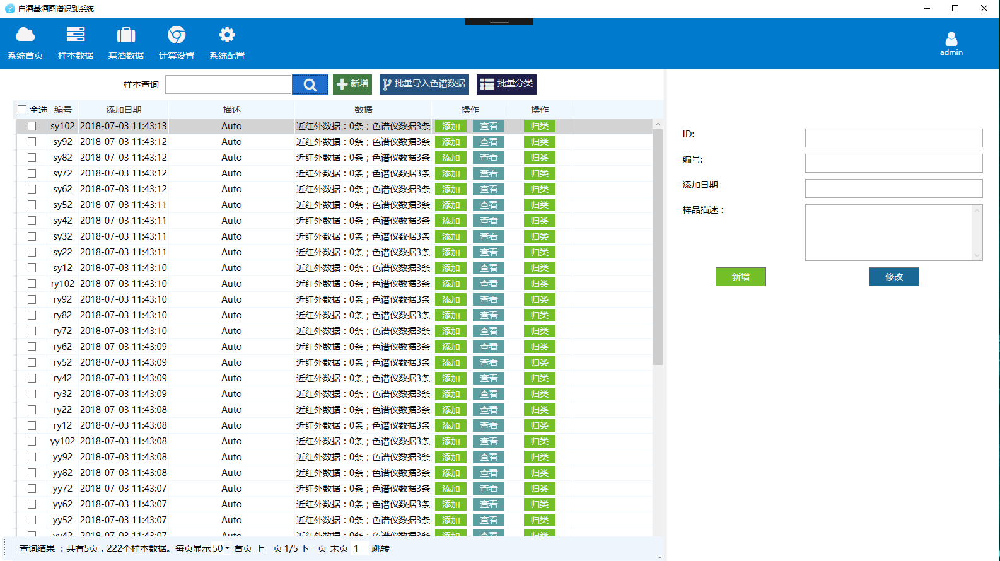 白酒基酒图谱识别系统
系统首页 样本数据 基酒数据 计算设置 系统配置 admin
样本查询 新增 批量导入色谱数据 批量分类
全选 编号 添加日期 描述 数据 操作 操作
sy102 2018-07-03 11:43:13 Auto 近红外数据：0条；色谱仪数据3条 添加 查看 归类
sy92 2018-07-03 11:43:12 Auto 近红外数据：0条；色谱仪数据3条 添加 查看 归类
sy82 2018-07-03 11:43:12 Auto 近红外数据：0条；色谱仪数据3条 添加 查看 归类
sy72 2018-07-03 11:43:12 Auto 近红外数据：0条；色谱仪数据3条 添加 查看 归类
sy62 2018-07-03 11:43:12 Auto 近红外数据：0条；色谱仪数据3条 添加 查看 归类
sy52 2018-07-03 11:43:11 Auto 近红外数据：0条；色谱仪数据3条 添加 查看 归类
sy42 2018-07-03 11:43:11 Auto 近红外数据：0条；色谱仪数据3条 添加 查看 归类
sy32 2018-07-03 11:43:11 Auto 近红外数据：0条；色谱仪数据3条 添加 查看 归类
sy22 2018-07-03 11:43:11 Auto 近红外数据：0条；色谱仪数据3条 添加 查看 归类
sy12 2018-07-03 11:43:10 Auto 近红外数据：0条；色谱仪数据3条 添加 查看 归类
ry102 2018-07-03 11:43:10 Auto 近红外数据：0条；色谱仪数据3条 添加 查看 归类
ry92 2018-07-03 11:43:10 Auto 近红外数据：0条；色谱仪数据3条 添加 查看 归类
ry82 2018-07-03 11:43:10 Auto 近红外数据：0条；色谱仪数据3条 添加 查看 归类
ry72 2018-07-03 11:43:10 Auto 近红外数据：0条；色谱仪数据3条 添加 查看 归类
ry62 2018-07-03 11:43:09 Auto 近红外数据：0条；色谱仪数据3条 添加 查看 归类
ry52 2018-07-03 11:43:09 Auto 近红外数据：0条；色谱仪数据3条 添加 查看 归类
ry42 2018-07-03 11:43:09 Auto 近红外数据：0条；色谱仪数据3条 添加 查看 归类
ry32 2018-07-03 11:43:09 Auto 近红外数据：0条；色谱仪数据3条 添加 查看 归类
ry22 2018-07-03 11:43:08 Auto 近红外数据：0条；色谱仪数据3条 添加 查看 归类
ry12 2018-07-03 11:43:08 Auto 近红外数据：0条；色谱仪数据3条 添加 查看 归类
yy102 2018-07-03 11:43:08 Auto 近红外数据：0条；色谱仪数据3条 添加 查看 归类
yy92 2018-07-03 11:43:08 Auto 近红外数据：0条；色谱仪数据3条 添加 查看 归类
yy82 2018-07-03 11:43:08 Auto 近红外数据：0条；色谱仪数据3条 添加 查看 归类
yy72 2018-07-03 11:43:07 Auto 近红外数据：0条；色谱仪数据3条 添加 查看 归类
yy62 2018-07-03 11:43:07 Auto 近红外数据：0条；色谱仪数据3条 添加 查看 归类
yy52 2018-07-03 11:43:07 Auto 近红外数据：0条；色谱仪数据3条 添加 查看 归类
yy42 2018-07-03 11:43:07 Auto 近红外数据：0条；色谱仪数据3条 添加 查看 归类
查询结果 ：共有5页，222个样本数据。每页显示 50 首页 上一页 1/5 下一页 末页 1 跳转
ID:
编号:
添加日期
样品描述：
新增 修改